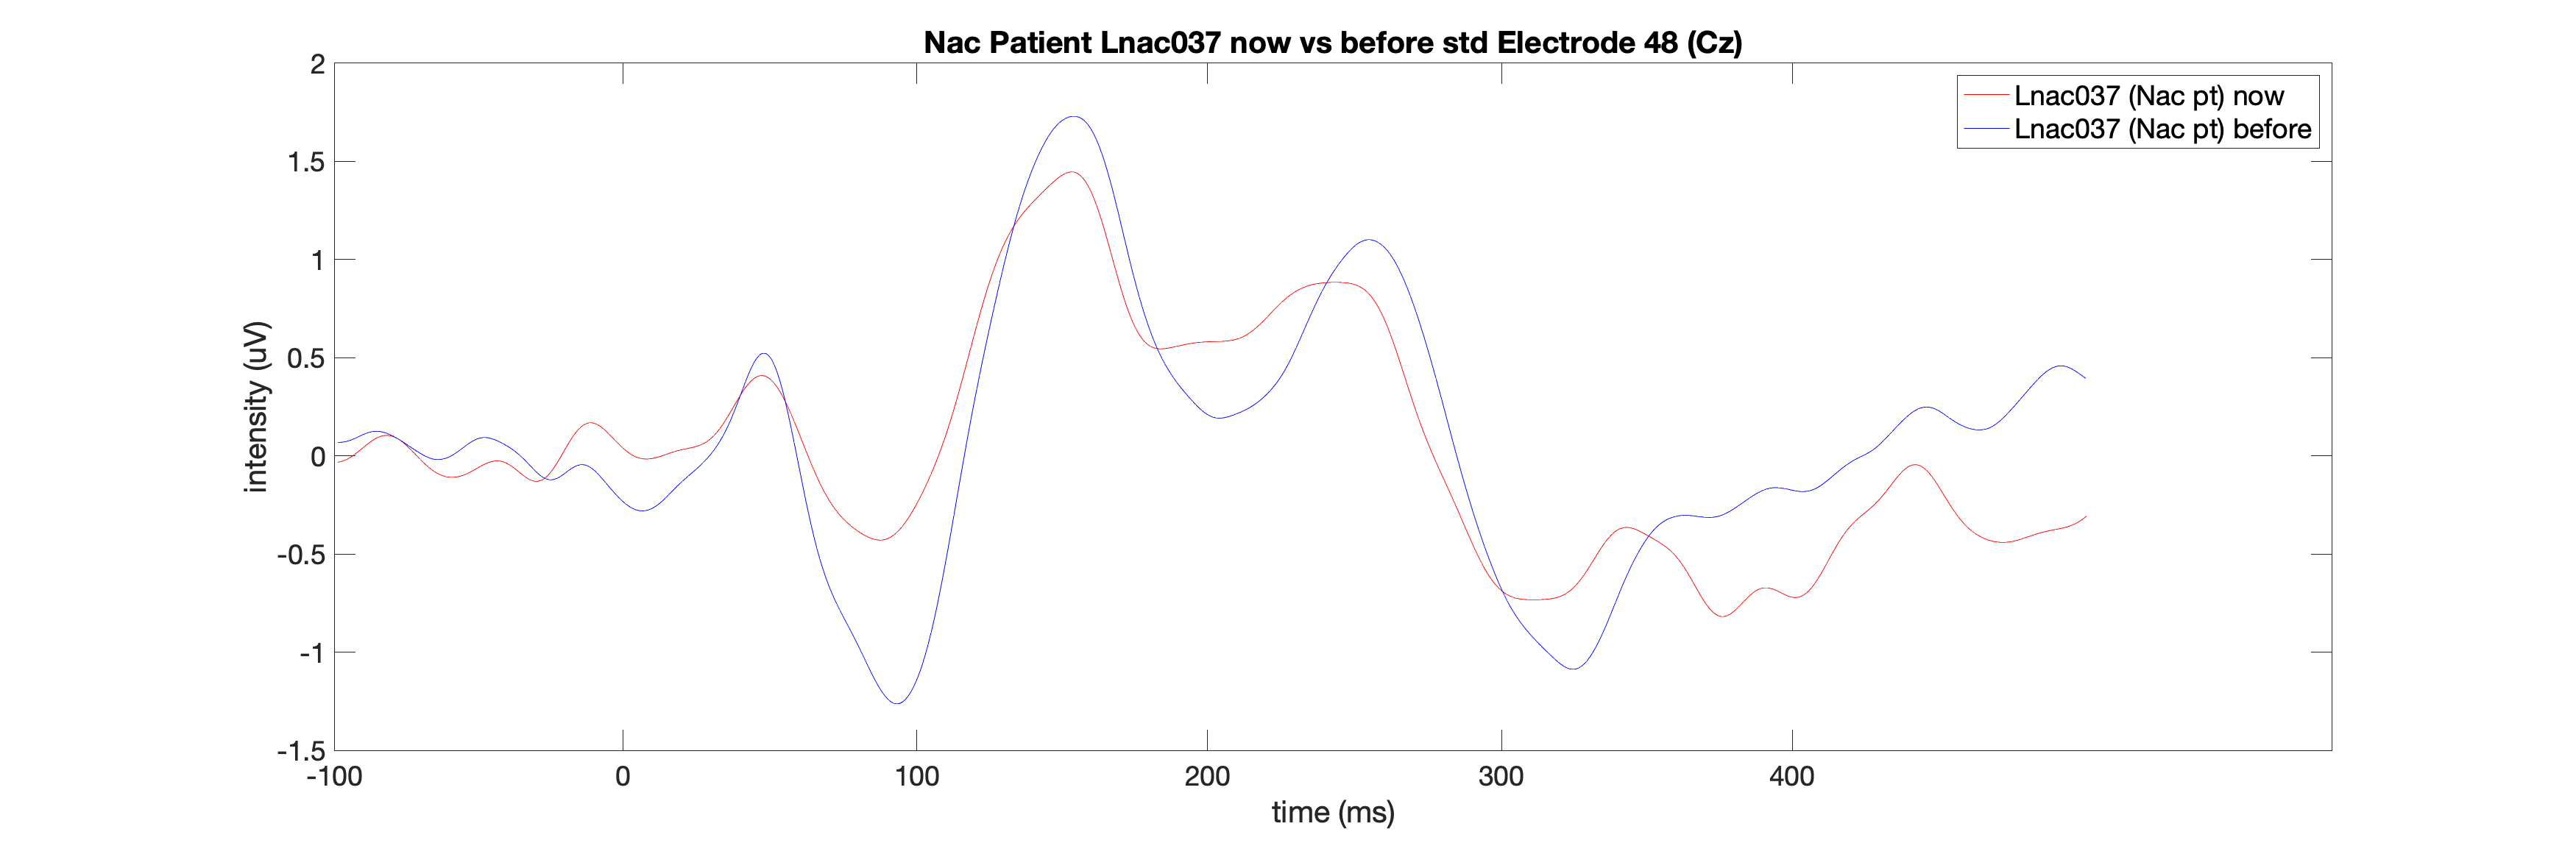 Nac Patient Lnac037 now vs before std Electrode 48 (Cz)
Lnac037 (Nac pt) now
Lnac037 (Nac pt) before
intensity (uV)
2
1.5
1
0.5
0
-0.5
-1
-1.5
-100 0 100 200 300 400
time (ms)